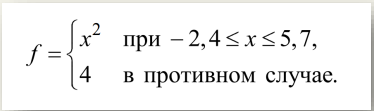 f = { x² при – 2,4 ≤ x ≤ 5,7,
4 в противном случае.